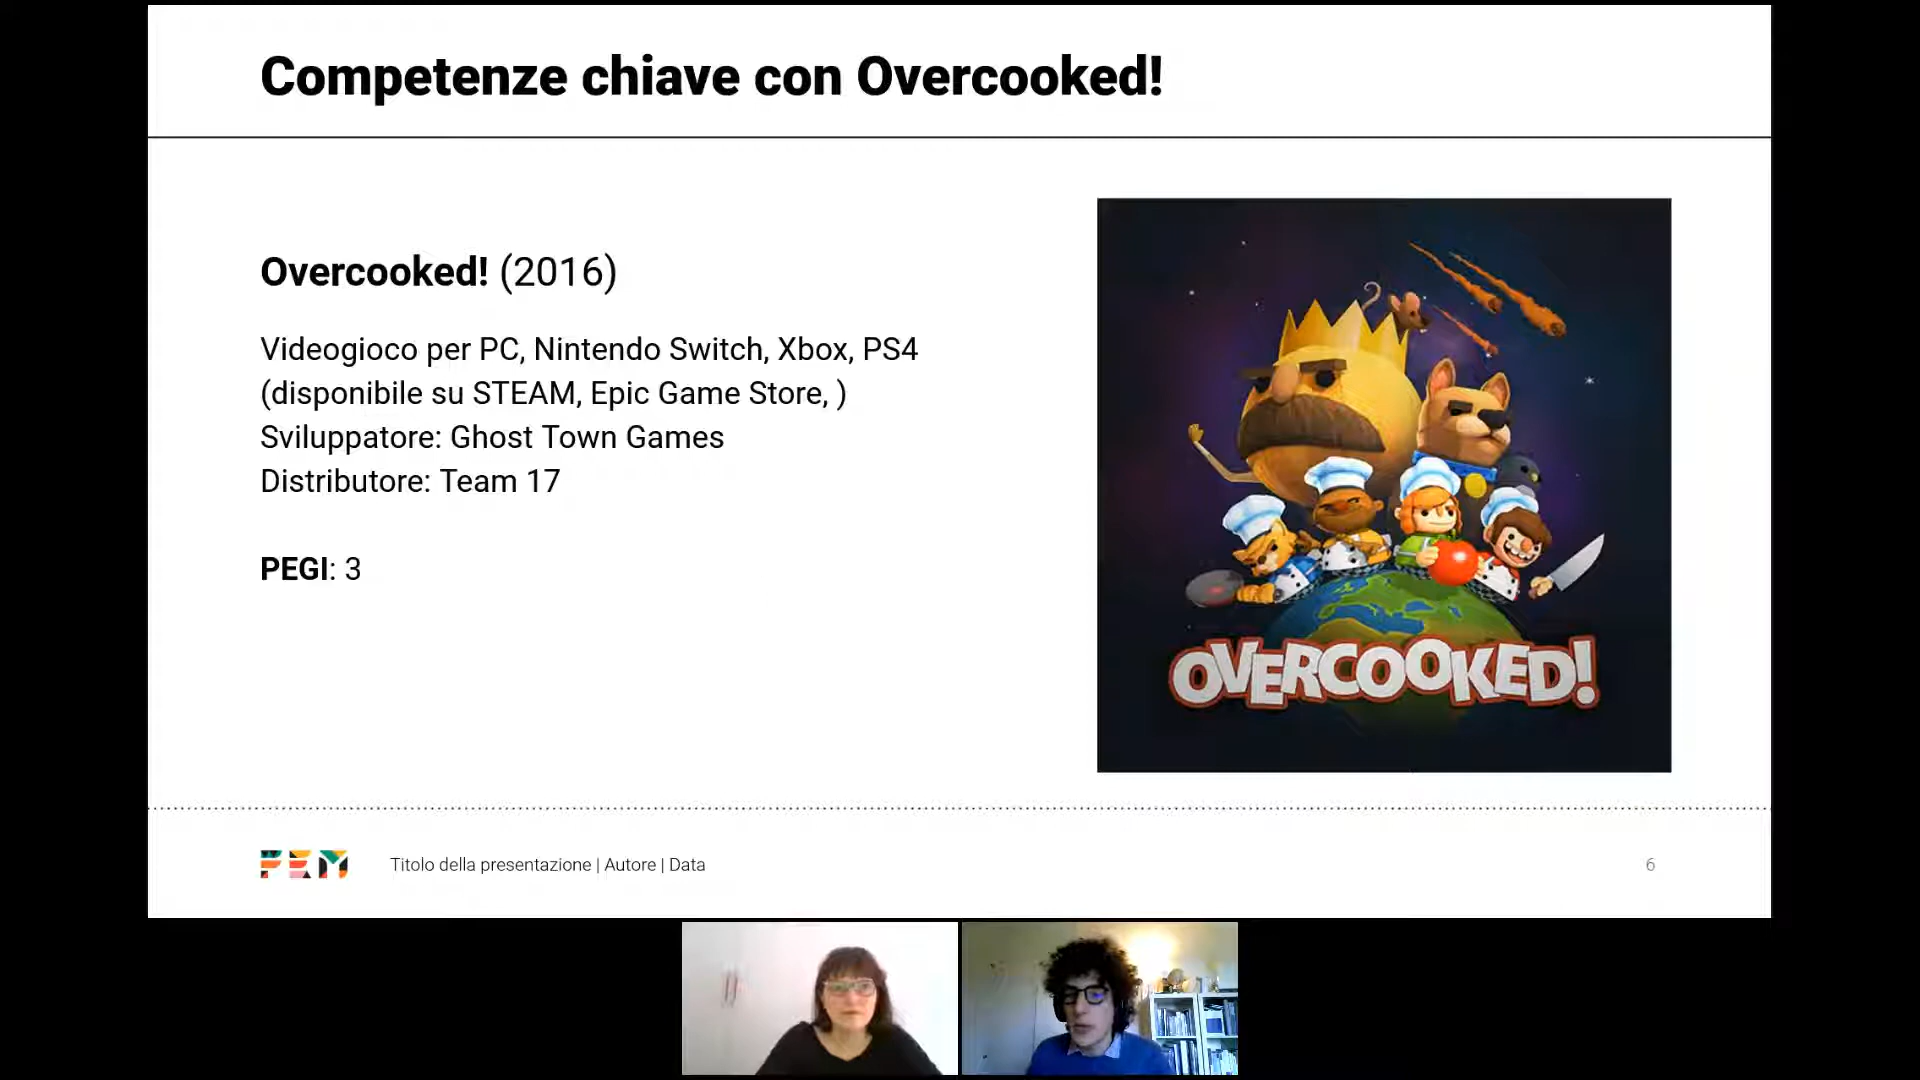 Competenze chiave con Overcooked!
Overcooked! (2016)
Videogioco per PC, Nintendo Switch, Xbox, PS4
(disponibile su STEAM, Epic Game Store, )
Sviluppatore: Ghost Town Games
Distributore: Team 17
PEGI: 3
OVERCOOKED!
FEM
Titolo della presentazione | Autore | Data
6